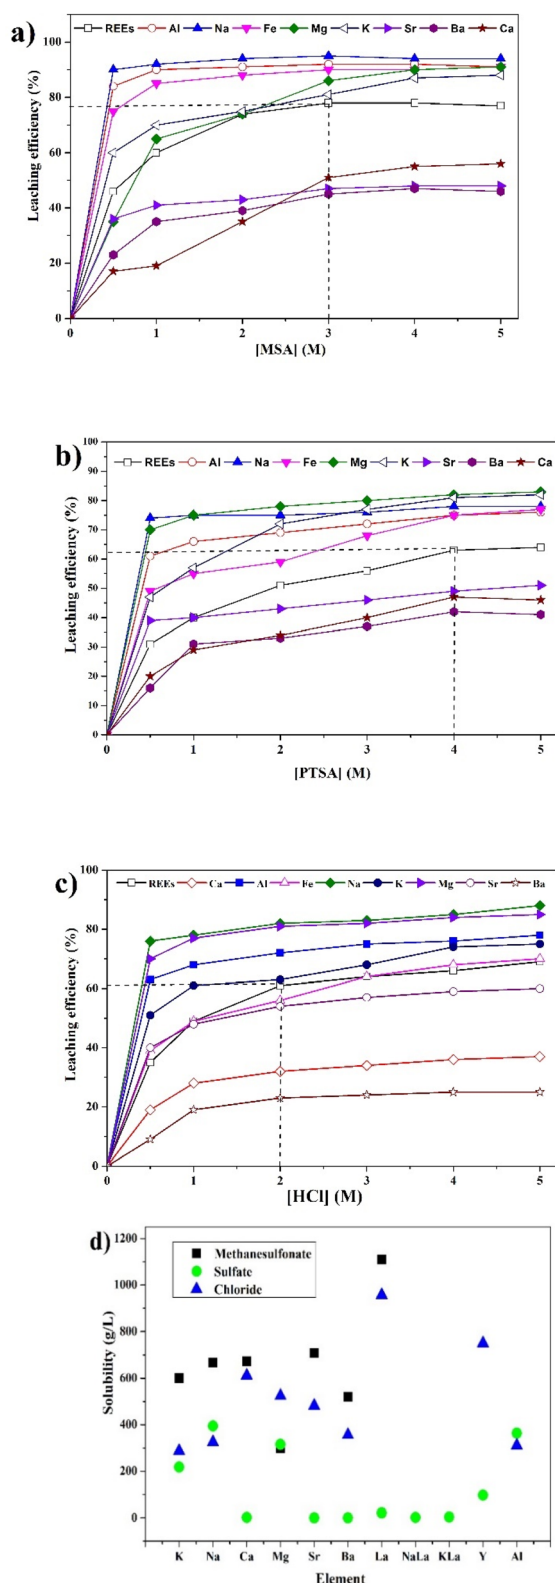 a)
REEs Al Na Fe Mg K Sr Ba Ca
100
80
60
40
20
0
Leaching efficiency (%)
0 1 2 3 4 5
[MSA] (M)
b)
100
REEs Al Na Fe Mg K Sr Ba Ca
90
80
70
60
50
40
30
20
10
0
Leaching efficiency (%)
0 1 2 3 4 5
[PTSA] (M)
c)
100
REEs Ca Al Fe Na K Mg Sr Ba
80
60
40
20
0
Leaching efficiency (%)
0 1 2 3 4 5
[HCl] (M)
d)
1200
Methanesulfonate
Sulfate
Chloride
1000
800
600
400
200
0
Solubility (g/L)
K Na Ca Mg Sr Ba La NaLa KLa Y Al
Element